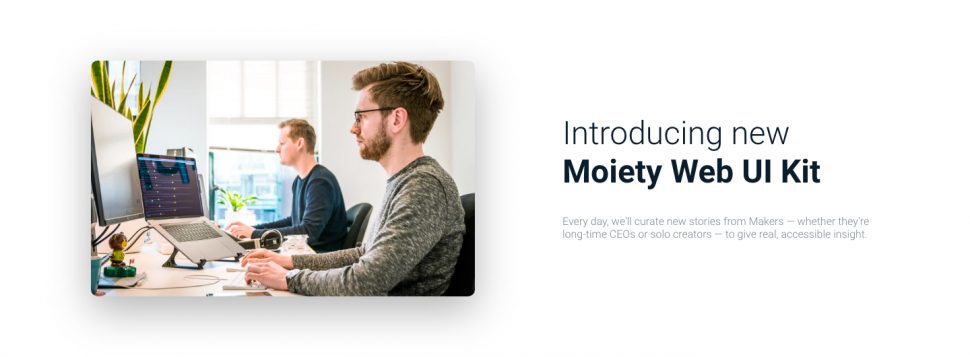 Introducing new
Moiety Web UI Kit
Every day, we'll curate new stories from Makers — whether they're
long-time CEOs or solo creators — to give real, accessible insight.